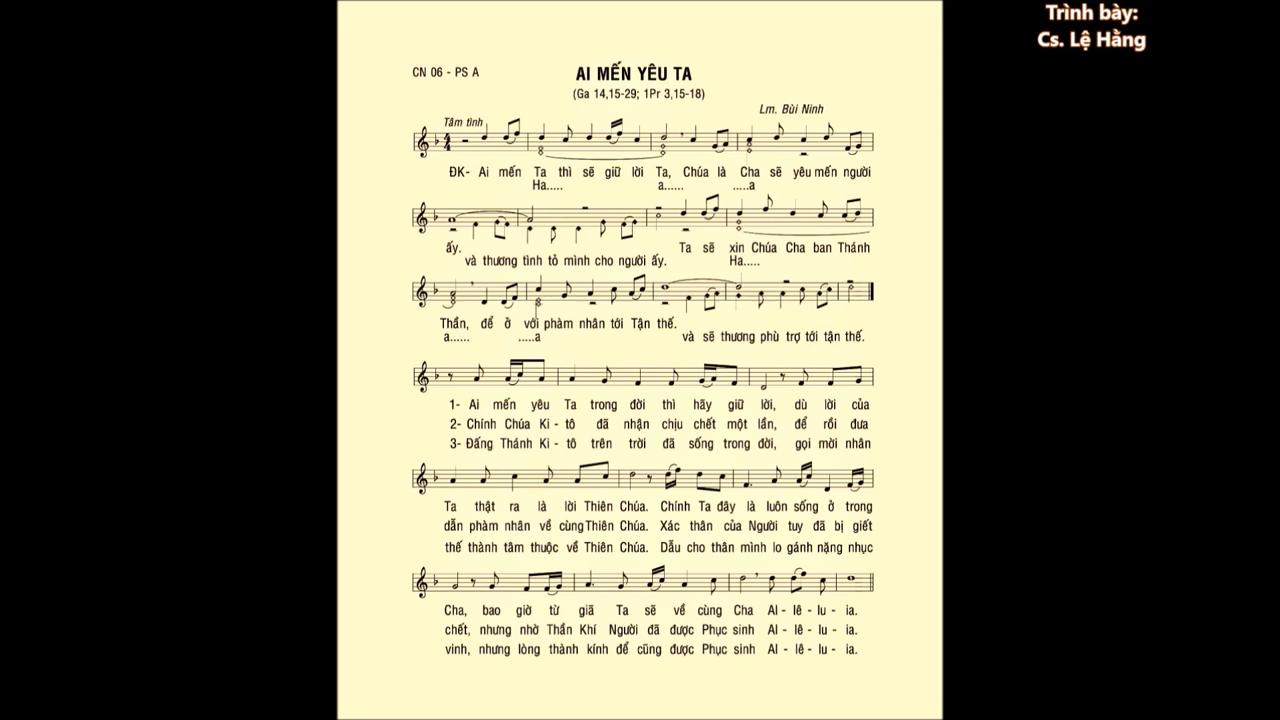 Trình bày:
Cs. Lệ Hằng
CN 06 - PS A
AI MẾN YÊU TA
(Ga 14,15-29; 1Pr 3,15-18)
Lm. Bùi Ninh
Tâm tình
ĐK- Ai mến Ta thì sẽ giữ lời Ta, Chúa là Cha sẽ yêu mến người
Ha..... a...... .....a
ấy. Ta sẽ xin Chúa Cha ban Thánh
và thương tình tỏ mình cho người ấy. Ha.....
Thần, để ở với phàm nhân tới Tận thế.
a...... .....a và sẽ thương phù trợ tới tận thế.
1- Ai mến yêu Ta trong đời thì hãy giữ lời, dù lời của
2- Chính Chúa Ki - tô đã nhận chịu chết một lần, để rồi đưa
3- Đấng Thánh Ki - tô trên trời đã sống trong đời, gọi mời nhân
Ta thật ra là lời Thiên Chúa. Chính Ta đây là luôn sống ở trong
dẫn phàm nhân về cùng Thiên Chúa. Xác thân của Người tuy đã bị giết
thế thành tâm thuộc về Thiên Chúa. Dẫu cho thân mình lo gánh nặng nhục
Cha, bao giờ từ giã Ta sẽ về cùng Cha Al - lê - lu - ia.
chết, nhưng nhờ Thần Khí Người đã được Phục sinh Al - lê - lu - ia.
vinh, nhưng lòng thành kính để cũng được Phục sinh Al - lê - lu - ia.